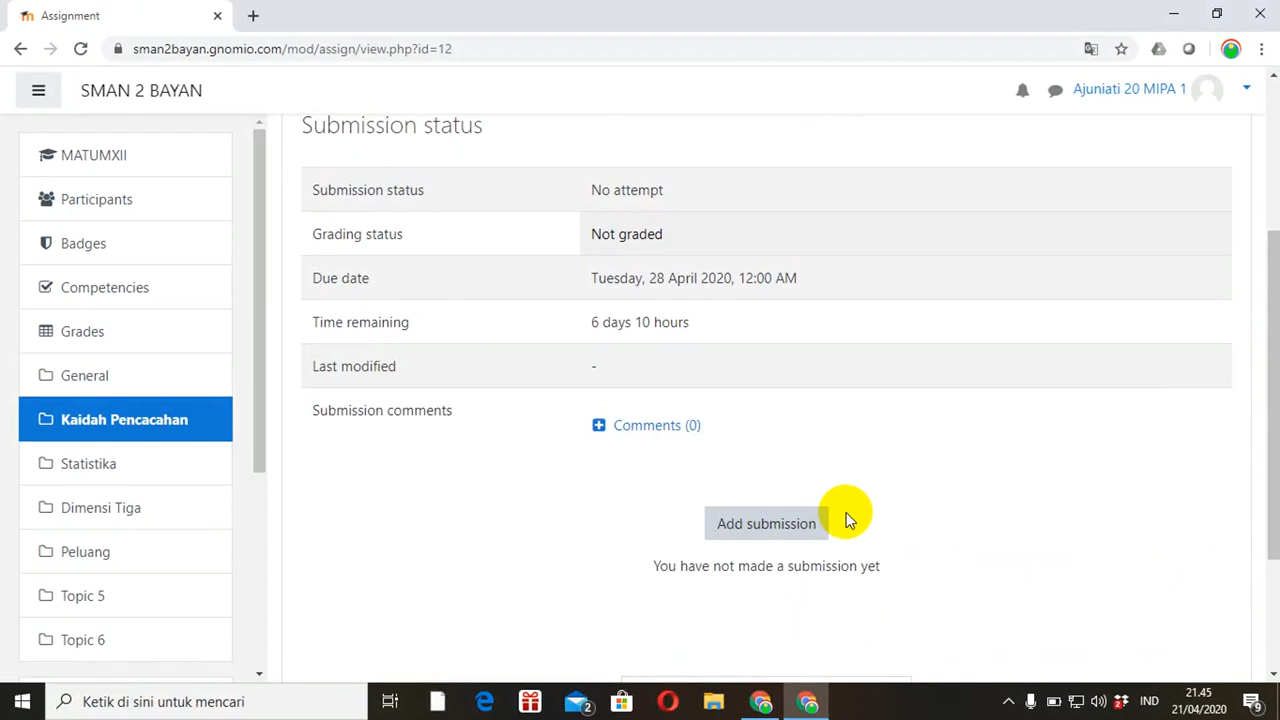 Assignment
sman2bayan.gnomio.com/mod/assign/view.php?id=12
SMAN 2 BAYAN
Ajuniati 20 MIPA 1
MATUMXII
Participants
Badges
Competencies
Grades
General
Kaidah Pencacahan
Statistika
Dimensi Tiga
Peluang
Topic 5
Topic 6
Submission status
Submission status No attempt
Grading status Not graded
Due date Tuesday, 28 April 2020, 12:00 AM
Time remaining 6 days 10 hours
Last modified -
Submission comments
Comments (0)
Add submission
You have not made a submission yet
Ketik di sini untuk mencari
2
2
IND
21.45
21/04/2020
9